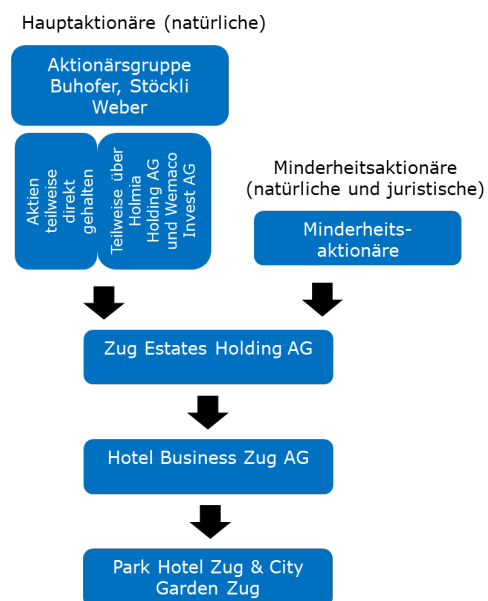 Hauptaktionäre (natürliche)
Aktionärsgruppe
Buhofer, Stöckli
Weber
Aktien
teilweise
direkt
gehalten
Teilweise über
Holmia
Holding AG
und Wemaco
Invest AG
Minderheitsaktionäre
(natürliche und juristische)
Minderheits-
aktionäre
Zug Estates Holding AG
Hotel Business Zug AG
Park Hotel Zug & City
Garden Zug